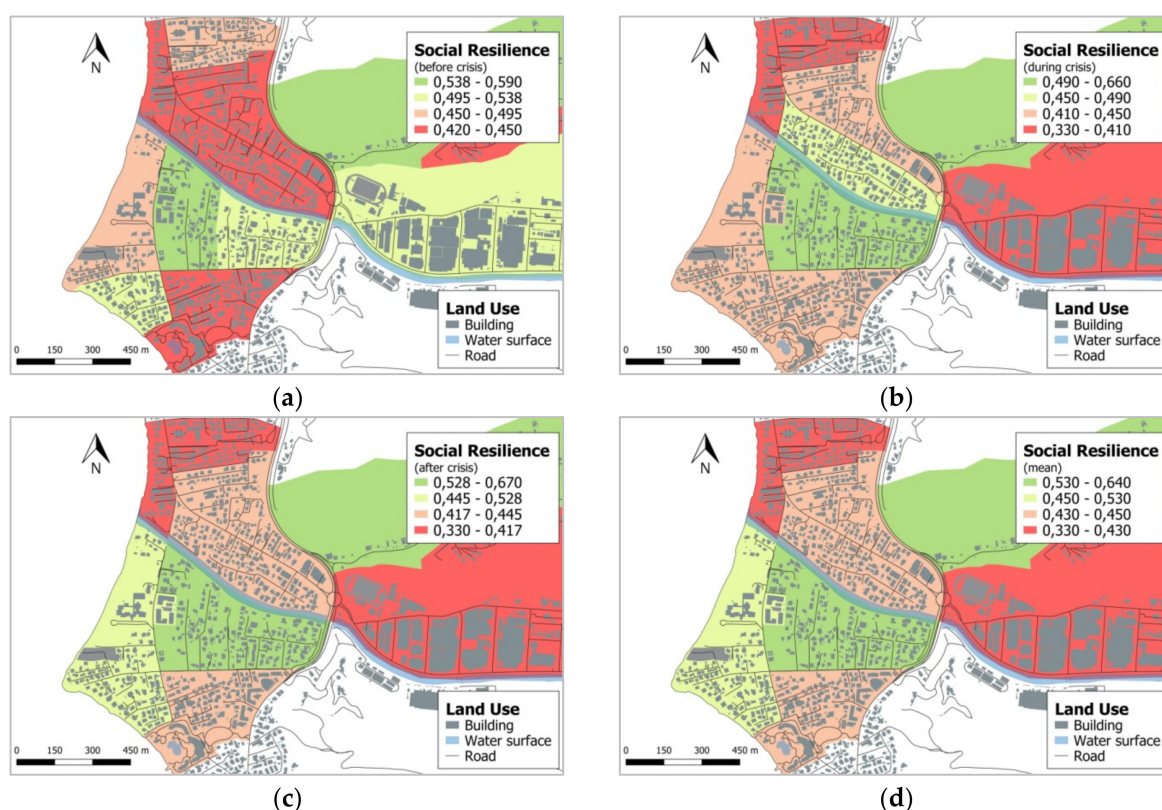 N
Social Resilience
(before crisis)
0,538 - 0,590
0,495 - 0,538
0,450 - 0,495
0,420 - 0,450
Land Use
Building
Water surface
Road
0 150 300 450 m
(a)
N
Social Resilience
(during crisis)
0,490 - 0,660
0,450 - 0,490
0,410 - 0,450
0,330 - 0,410
Land Use
Building
Water surface
Road
0 150 300 450 m
(b)
N
Social Resilience
(after crisis)
0,528 - 0,670
0,445 - 0,528
0,417 - 0,445
0,330 - 0,417
Land Use
Building
Water surface
Road
0 150 300 450 m
(c)
N
Social Resilience
(mean)
0,530 - 0,640
0,450 - 0,530
0,430 - 0,450
0,330 - 0,430
Land Use
Building
Water surface
Road
0 150 300 450 m
(d)